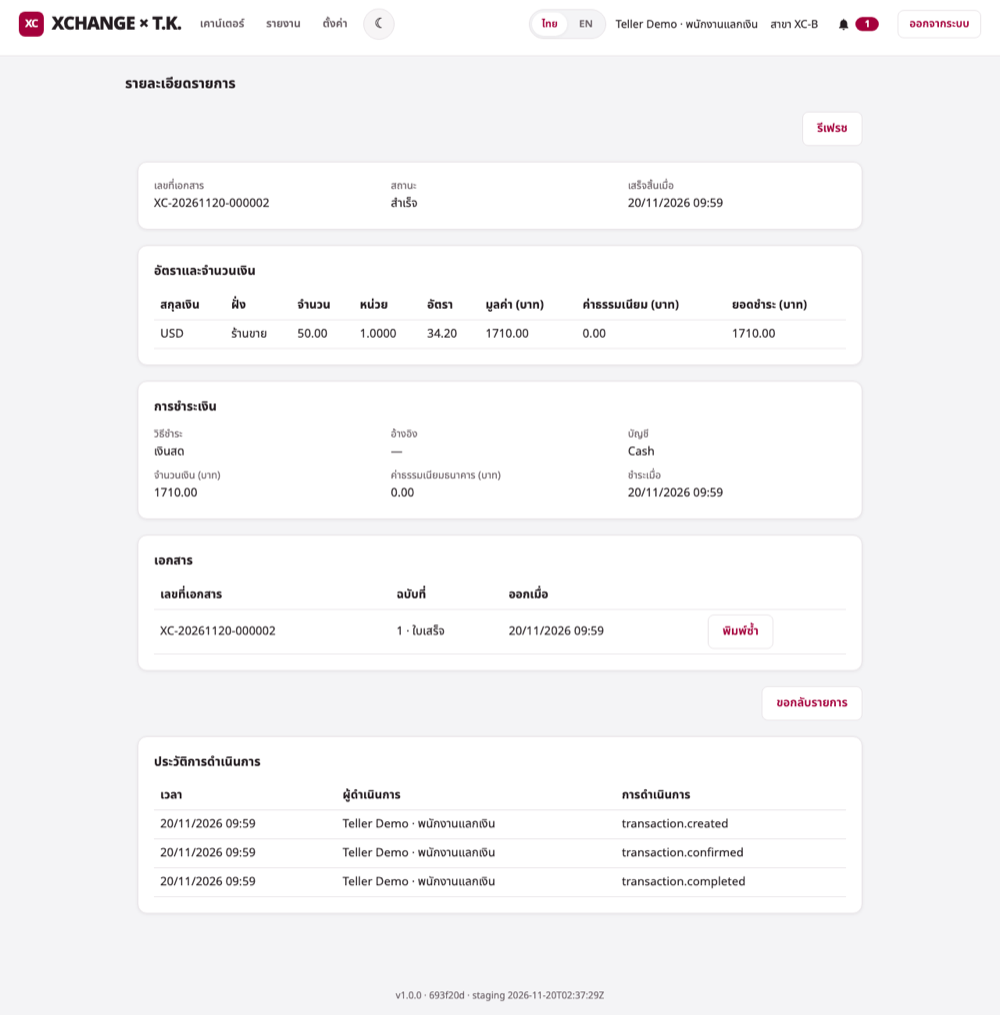 XC XCHANGE × T.K. เคาน์เตอร์ รายงาน ตั้งค่า ไทย EN Teller Demo · พนักงานแลกเงิน สาขา XC-B 1 ออกจากระบบ
รายละเอียดรายการ
รีเฟรช
เลขที่เอกสาร สถานะ เสร็จสิ้นเมื่อ
XC-20261120-000002 สำเร็จ 20/11/2026 09:59
อัตราและจำนวนเงิน
สกุลเงิน ฝั่ง จำนวน หน่วย อัตรา มูลค่า (บาท) ค่าธรรมเนียม (บาท) ยอดชำระ (บาท)
USD ร้านขาย 50.00 1.0000 34.20 1710.00 0.00 1710.00
การชำระเงิน
วิธีชำระ อ้างอิง บัญชี
เงินสด — Cash
จำนวนเงิน (บาท) ค่าธรรมเนียมธนาคาร (บาท) ชำระเมื่อ
1710.00 0.00 20/11/2026 09:59
เอกสาร
เลขที่เอกสาร ฉบับที่ ออกเมื่อ
XC-20261120-000002 1 · ใบเสร็จ 20/11/2026 09:59 พิมพ์ซ้ำ
ขอกลับรายการ
ประวัติการดำเนินการ
เวลา ผู้ดำเนินการ การดำเนินการ
20/11/2026 09:59 Teller Demo · พนักงานแลกเงิน transaction.created
20/11/2026 09:59 Teller Demo · พนักงานแลกเงิน transaction.confirmed
20/11/2026 09:59 Teller Demo · พนักงานแลกเงิน transaction.completed
v1.0.0 · 693f20d · staging 2026-11-20T02:37:29Z